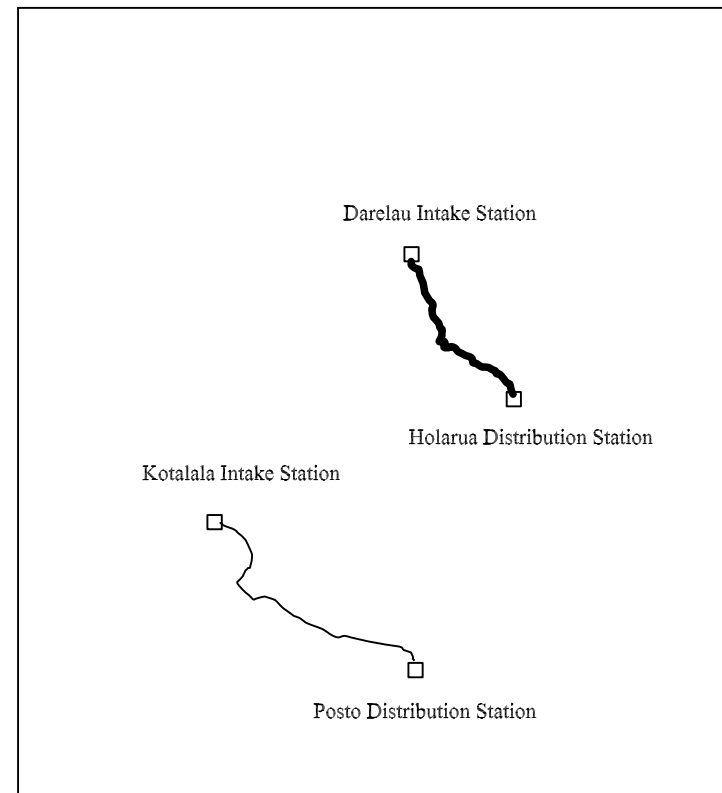 Darelau Intake Station
Holarua Distribution Station
Kotalala Intake Station
Posto Distribution Station